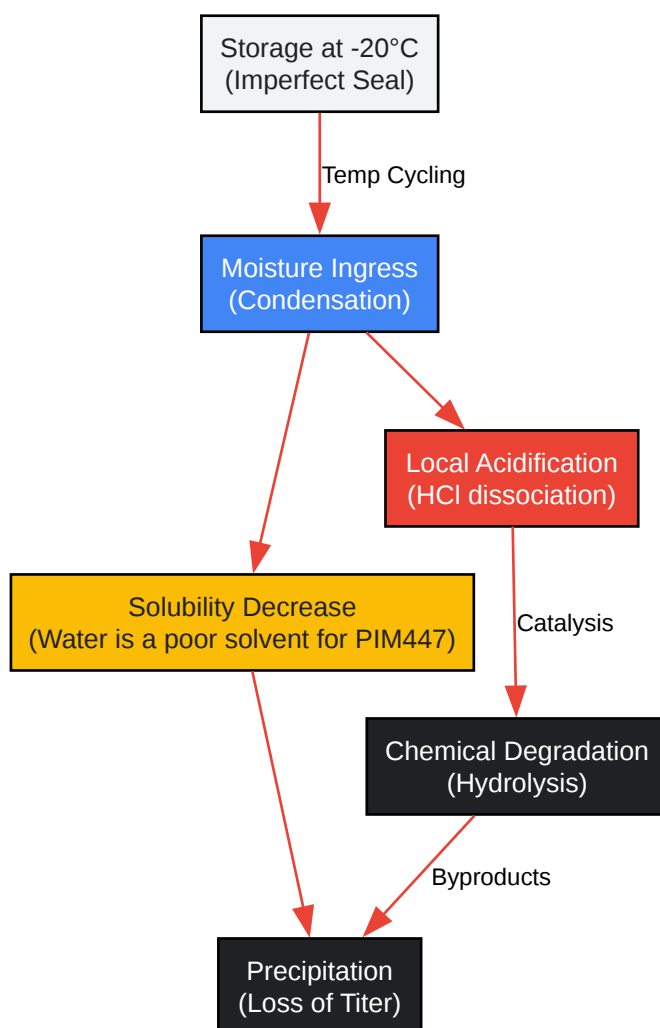 Storage at -20°C
(Imperfect Seal)
Temp Cycling
Moisture Ingress
(Condensation)
Local Acidification
(HCl dissociation)
Solubility Decrease
(Water is a poor solvent for PIM447)
Catalysis
Chemical Degradation
(Hydrolysis)
Byproducts
Precipitation
(Loss of Titer)